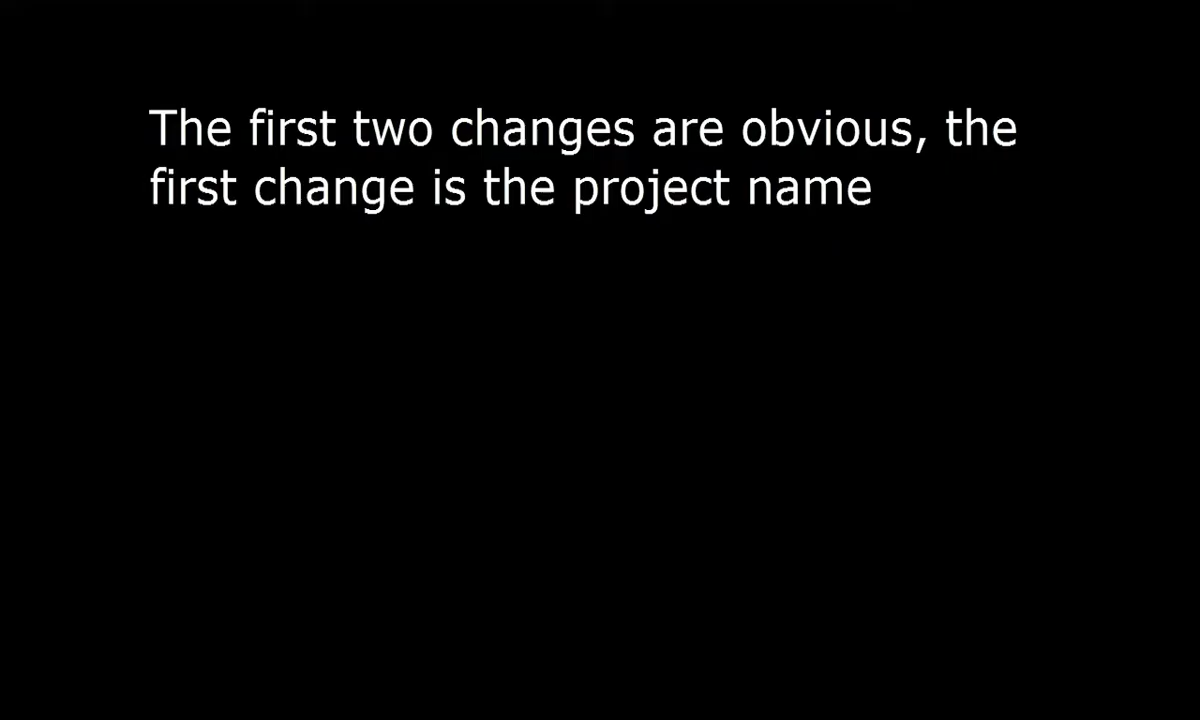 The first two changes are obvious, the
first change is the project name